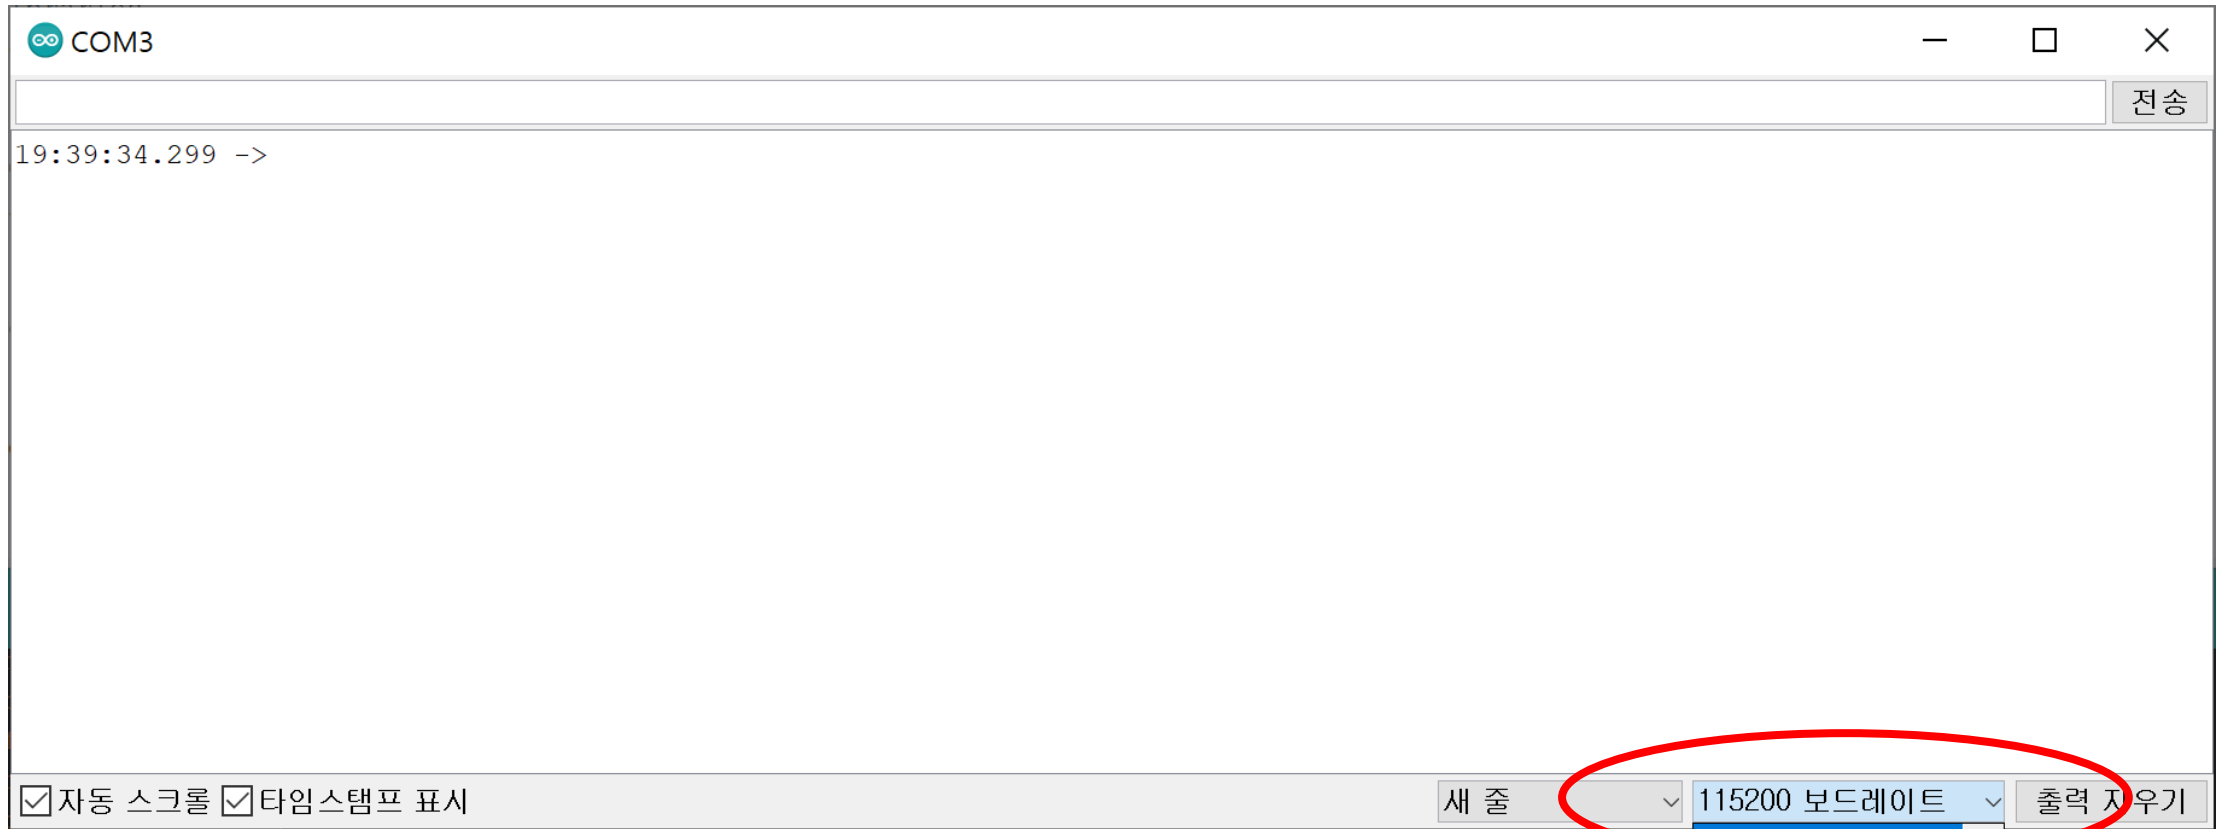 COM3
전송
19:39:34.299 ->
자동 스크롤 타임스탬프 표시 새 줄 115200 보드레이트 출력 지우기